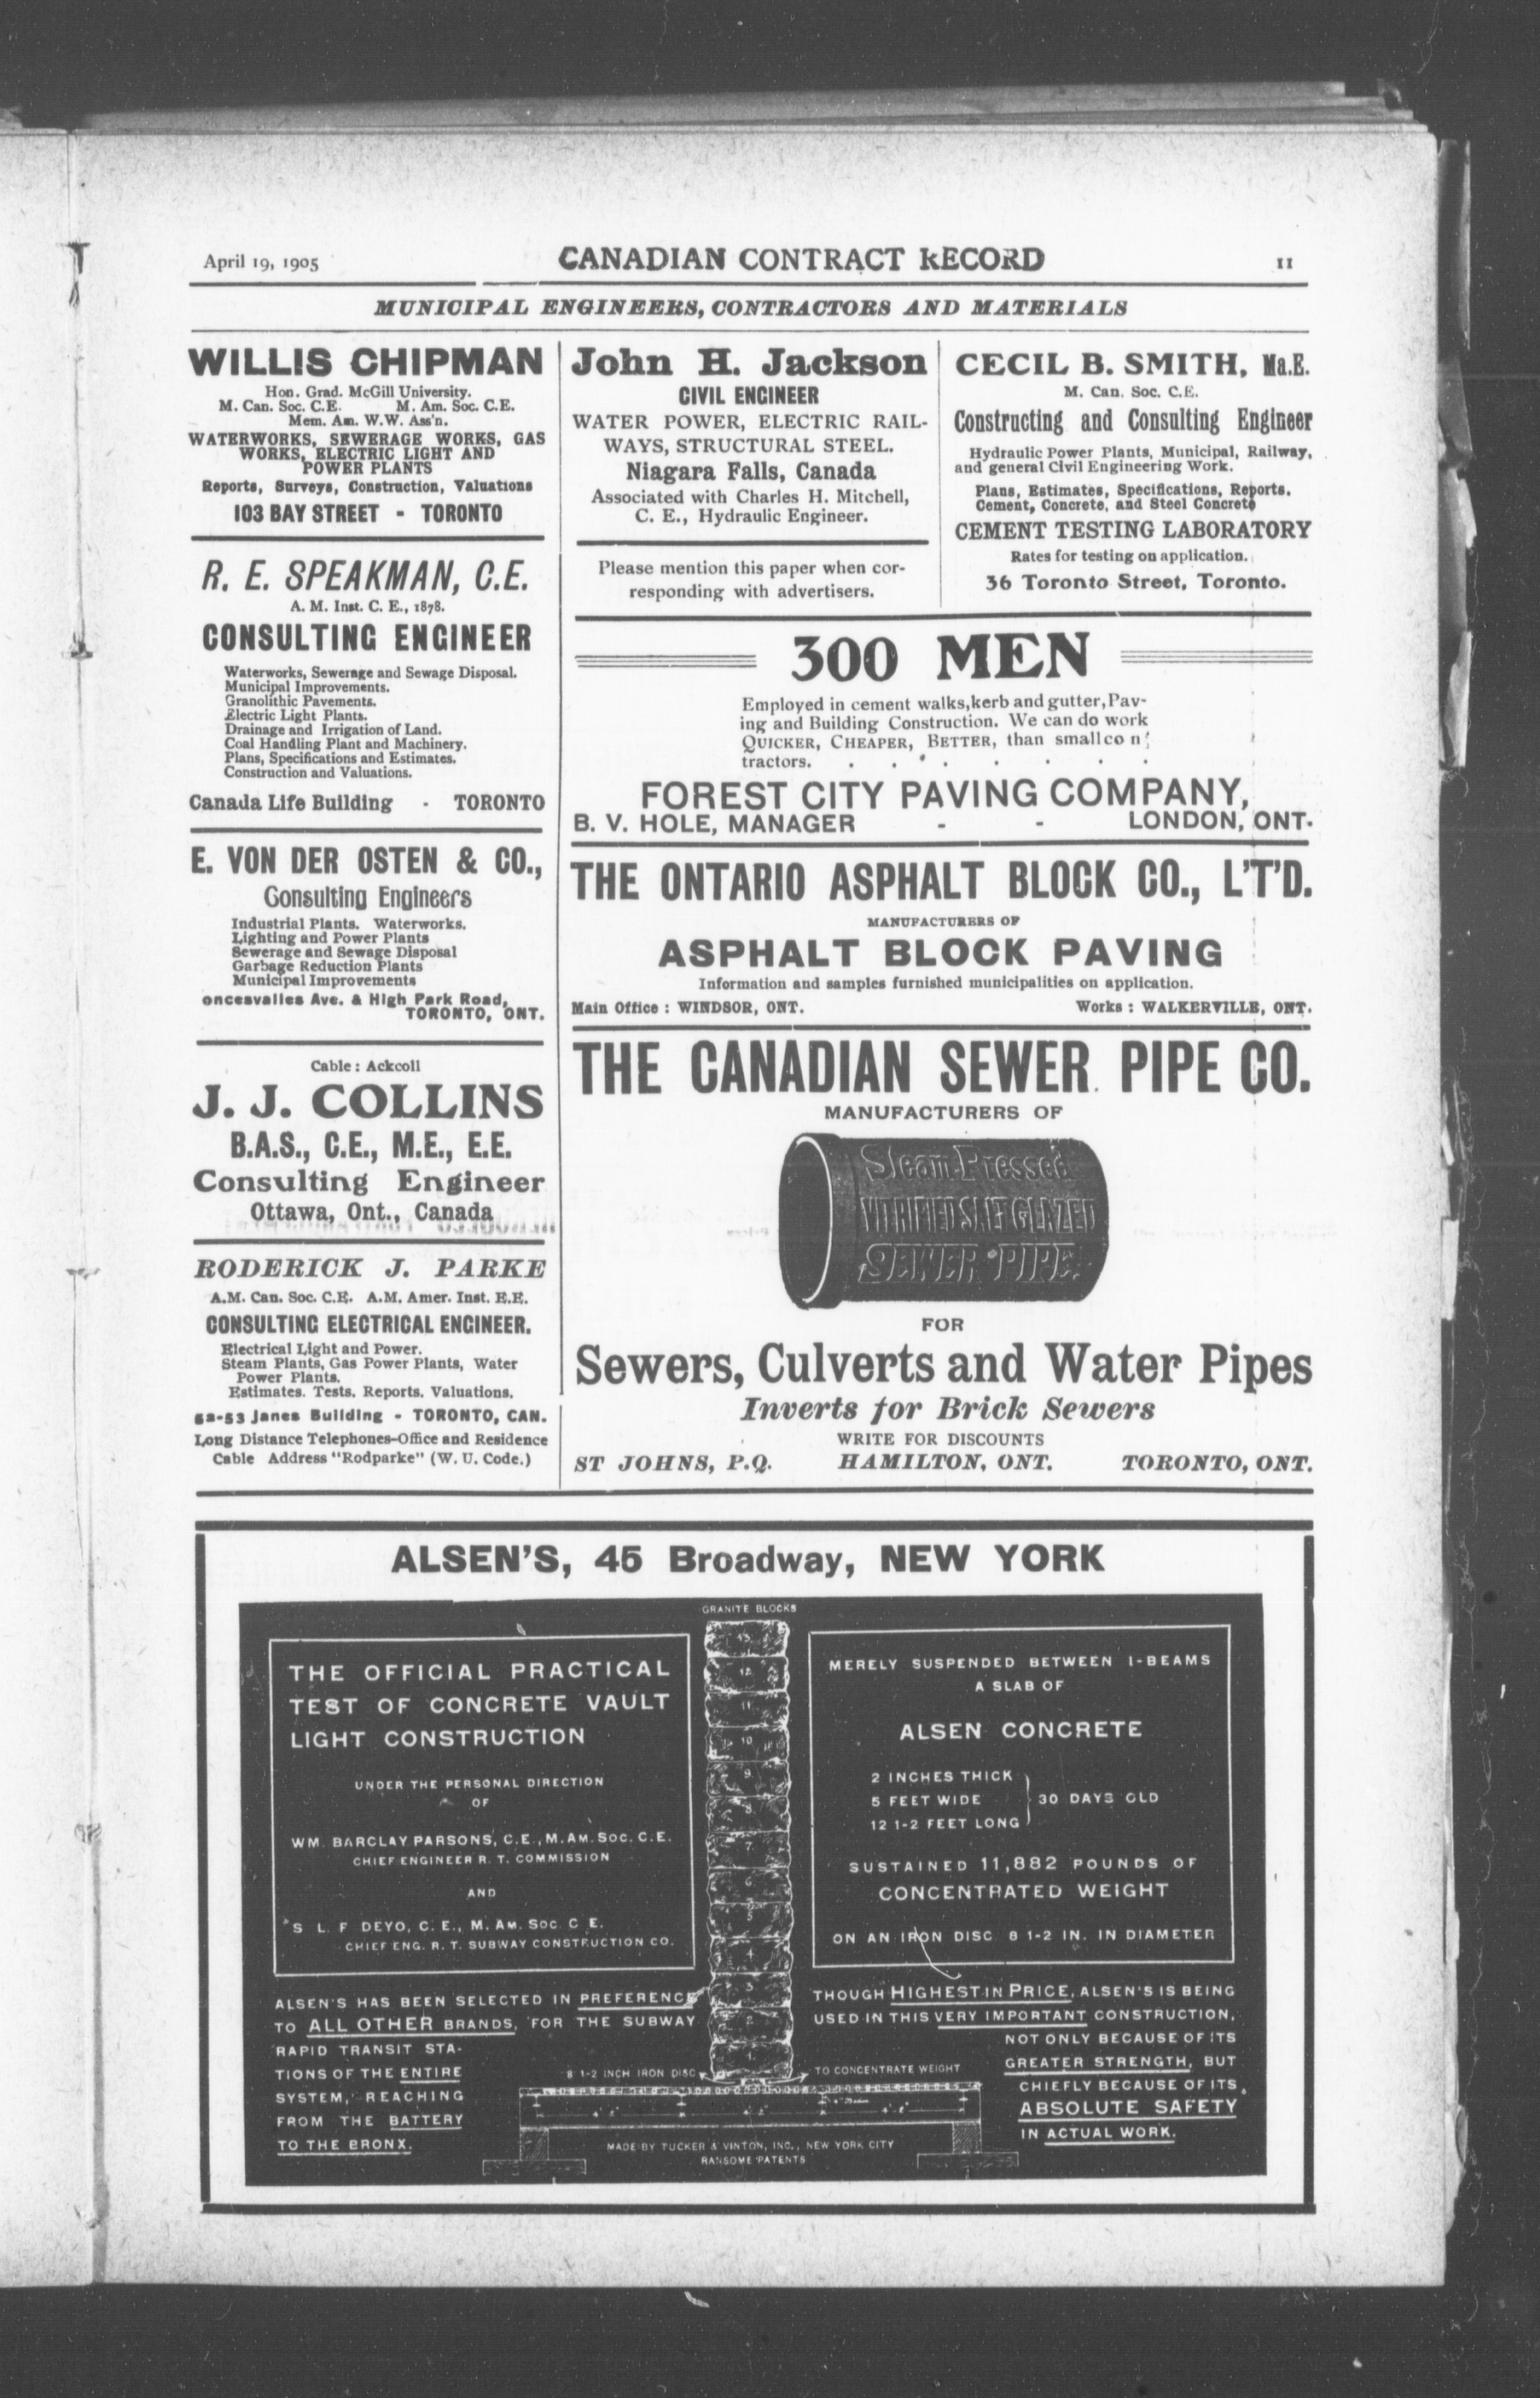 April 19, 1905
CANADIAN CONTRACT RECORD
11
MUNICIPAL ENGINEERS, CONTRACTORS AND MATERIALS
WILLIS CHIPMAN
Hon. Grad. McGill University.
M. Can. Soc. C.E. M. Am. Soc. C.E.
Mem. Am. W.W. Ass'n.
WATERWORKS, SEWERAGE WORKS, GAS
WORKS, ELECTRIC LIGHT AND
POWER PLANTS
Reports, Surveys, Construction, Valuations
103 BAY STREET - TORONTO
R. E. SPEAKMAN, C.E.
A. M. Inst. C. E., 1878.
CONSULTING ENGINEER
Waterworks, Sewerage and Sewage Disposal.
Municipal Improvements.
Granolithic Pavements.
Electric Light Plants.
Drainage and Irrigation of Land.
Coal Handling Plant and Machinery.
Plans, Specifications and Estimates.
Construction and Valuations.
Canada Life Building - TORONTO
E. VON DER OSTEN & CO.,
Consulting Engineers
Industrial Plants. Waterworks.
Lighting and Power Plants
Sewerage and Sewage Disposal
Garbage Reduction Plants
Municipal Improvements
oncesvalles Ave. & High Park Road,
TORONTO, ONT.
Cable: Ackcoll
J. J. COLLINS
B.A.S., C.E., M.E., E.E.
Consulting Engineer
Ottawa, Ont., Canada
RODERICK J. PARKE
A.M. Can. Soc. C.E. A.M. Amer. Inst. E.E.
CONSULTING ELECTRICAL ENGINEER.
Electrical Light and Power.
Steam Plants, Gas Power Plants, Water
Power Plants.
Estimates. Tests. Reports. Valuations.
52-53 Janes Building - TORONTO, CAN.
Long Distance Telephones-Office and Residence
Cable Address "Rodparke" (W. U. Code.)
John H. Jackson
CIVIL ENGINEER
WATER POWER, ELECTRIC RAIL-
WAYS, STRUCTURAL STEEL.
Niagara Falls, Canada
Associated with Charles H. Mitchell,
C. E., Hydraulic Engineer.
Please mention this paper when cor-
responding with advertisers.
CECIL B. SMITH, Ma.E.
M. Can. Soc. C.E.
Constructing and Consulting Engineer
Hydraulic Power Plants, Municipal, Railway,
and general Civil Engineering Work.
Plans, Estimates, Specifications, Reports.
Cement, Concrete, and Steel Concrete
CEMENT TESTING LABORATORY
Rates for testing on application.
36 Toronto Street, Toronto.
300 MEN
Employed in cement walks, kerb and gutter, Pav-
ing and Building Construction. We can do work
QUICKER, CHEAPER, BETTER, than small con
tractors.
FOREST CITY PAVING COMPANY,
B. V. HOLE, MANAGER - - LONDON, ONT.
THE ONTARIO ASPHALT BLOCK CO., L'T'D.
MANUFACTURERS OF
ASPHALT BLOCK PAVING
Information and samples furnished municipalities on application.
Main Office : WINDSOR, ONT. Works : WALKERVILLE, ONT.
THE CANADIAN SEWER PIPE CO.
MANUFACTURERS OF
Steam-Pressed
VITRIFIED SALT GLAZED
SEWER PIPE
FOR
Sewers, Culverts and Water Pipes
Inverts for Brick Sewers
WRITE FOR DISCOUNTS
ST JOHNS, P.Q. HAMILTON, ONT. TORONTO, ONT.
ALSEN'S, 45 Broadway, NEW YORK
GRANITE BLOCKS
13
12
11
10
9
8
7
6
5
4
3
2
1
THE OFFICIAL PRACTICAL
TEST OF CONCRETE VAULT
LIGHT CONSTRUCTION
UNDER THE PERSONAL DIRECTION
OF
WM. BARCLAY PARSONS, C.E., M.AM.SOC.C.E.
CHIEF ENGINEER R. T. COMMISSION
AND
S L F DEYO, C. E., M. AM. SOC. C E.
CHIEF ENG. R. T. SUBWAY CONSTRUCTION CO.
ALSEN'S HAS BEEN SELECTED IN PREFERENCE
TO ALL OTHER BRANDS, FOR THE SUBWAY
RAPID TRANSIT STA-
TIONS OF THE ENTIRE
SYSTEM, REACHING
FROM THE BATTERY
TO THE BRONX.
MERELY SUSPENDED BETWEEN I-BEAMS
A SLAB OF
ALSEN CONCRETE
2 INCHES THICK
5 FEET WIDE
12 1-2 FEET LONG
30 DAYS OLD
SUSTAINED 11,882 POUNDS OF
CONCENTRATED WEIGHT
ON AN IRON DISC 8 1-2 IN. IN DIAMETER
THOUGH HIGHEST IN PRICE, ALSEN'S IS BEING
USED IN THIS VERY IMPORTANT CONSTRUCTION,
NOT ONLY BECAUSE OF ITS
GREATER STRENGTH, BUT
CHIEFLY BECAUSE OF ITS
ABSOLUTE SAFETY
IN ACTUAL WORK.
8 1-2 INCH IRON DISC
TO CONCENTRATE WEIGHT
MADE BY TUCKER & VINTON, INC., NEW YORK CITY
RANSOME PATENTS